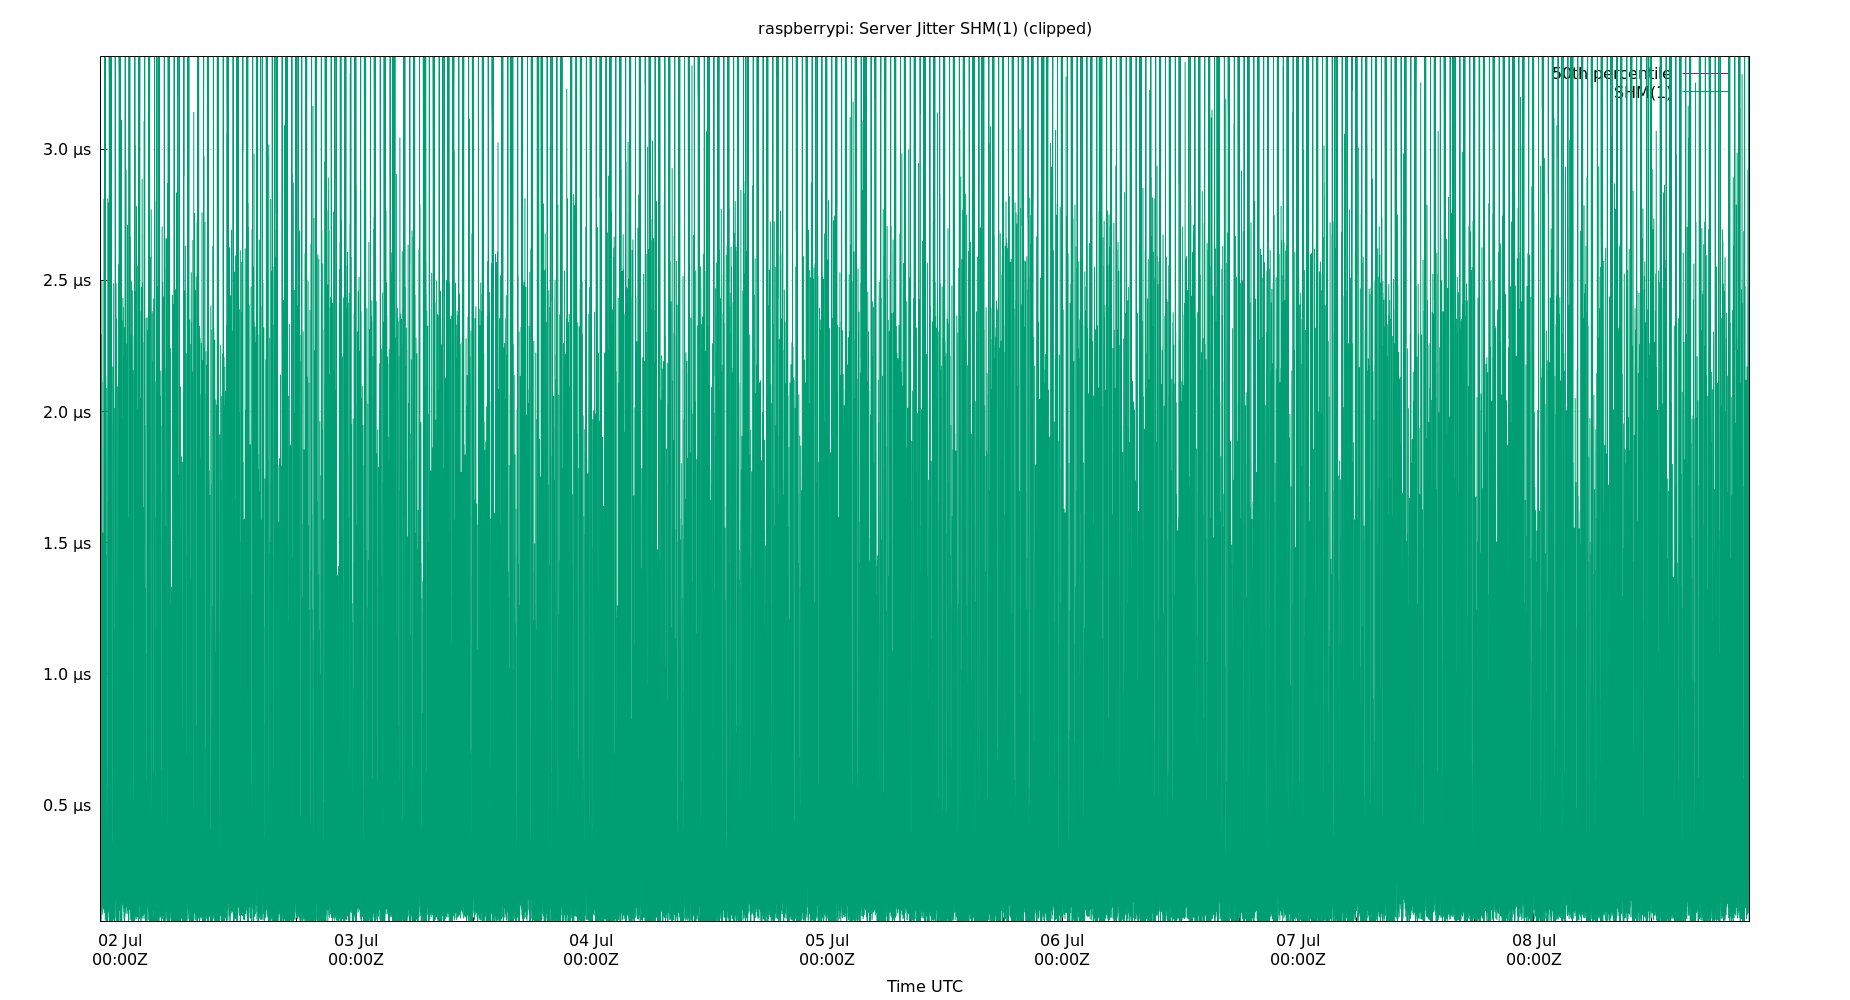 raspberrypi: Server Jitter SHM(1) (clipped)
50th percentile
SHM(1)
3.0 µs
2.5 µs
2.0 µs
1.5 µs
1.0 µs
0.5 µs
02 Jul 03 Jul 04 Jul 05 Jul 06 Jul 07 Jul 08 Jul
00:00Z 00:00Z 00:00Z 00:00Z 00:00Z 00:00Z 00:00Z
Time UTC